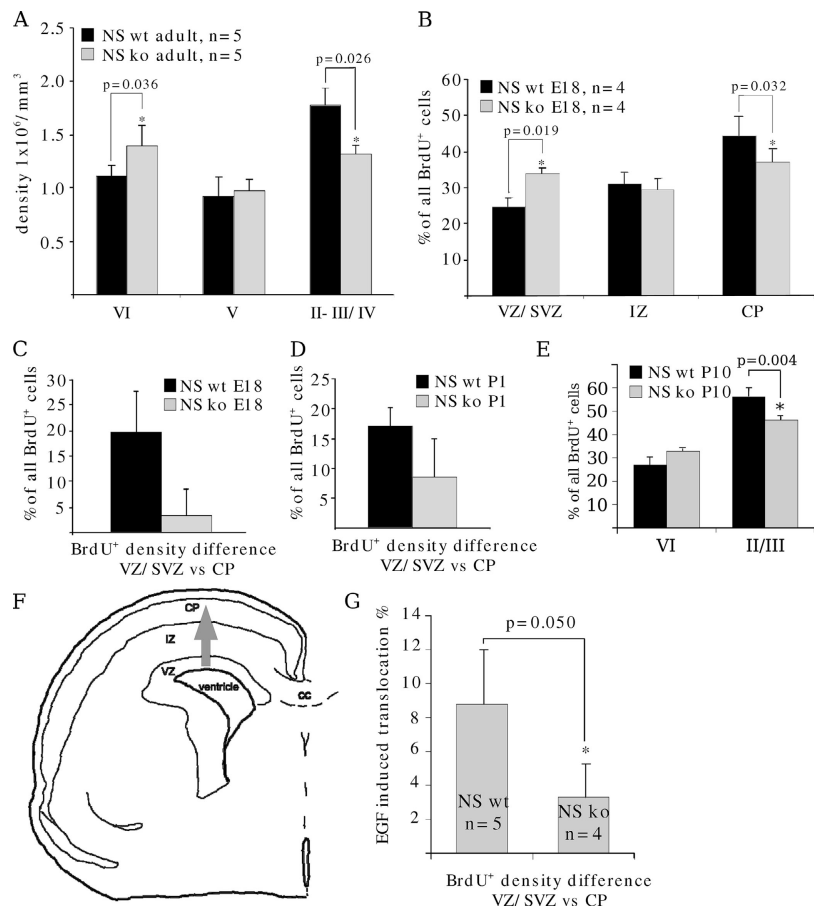 A
NS wt adult, n=5
NS ko adult, n=5
density 1x10⁶/ mm³
2.5
2.0
1.5
1.0
0.5
p=0.036
*
p=0.026
*
VI
V
II- III/ IV
B
NS wt E18, n=4
NS ko E18, n=4
% of all BrdU⁺ cells
60
50
40
30
20
10
p=0.019
*
p=0.032
*
VZ/ SVZ
IZ
CP
C
NS wt E18
NS ko E18
% of all BrdU⁺ cells
30
25
20
15
10
5
BrdU⁺ density difference
VZ/ SVZ vs CP
D
NS wt P1
NS ko P1
% of all BrdU⁺ cells
25
20
15
10
5
BrdU⁺ density difference
VZ/ SVZ vs CP
E
NS wt P10
NS ko P10
% of all BrdU⁺ cells
60
50
40
30
20
10
p=0.004
*
VI
II/III
F
CP
IZ
VZ
ventricle
CC
G
EGF induced translocation %
14
12
10
8
6
4
2
p=0.050
*
NS wt
n=5
NS ko
n=4
BrdU⁺ density difference
VZ/ SVZ vs CP